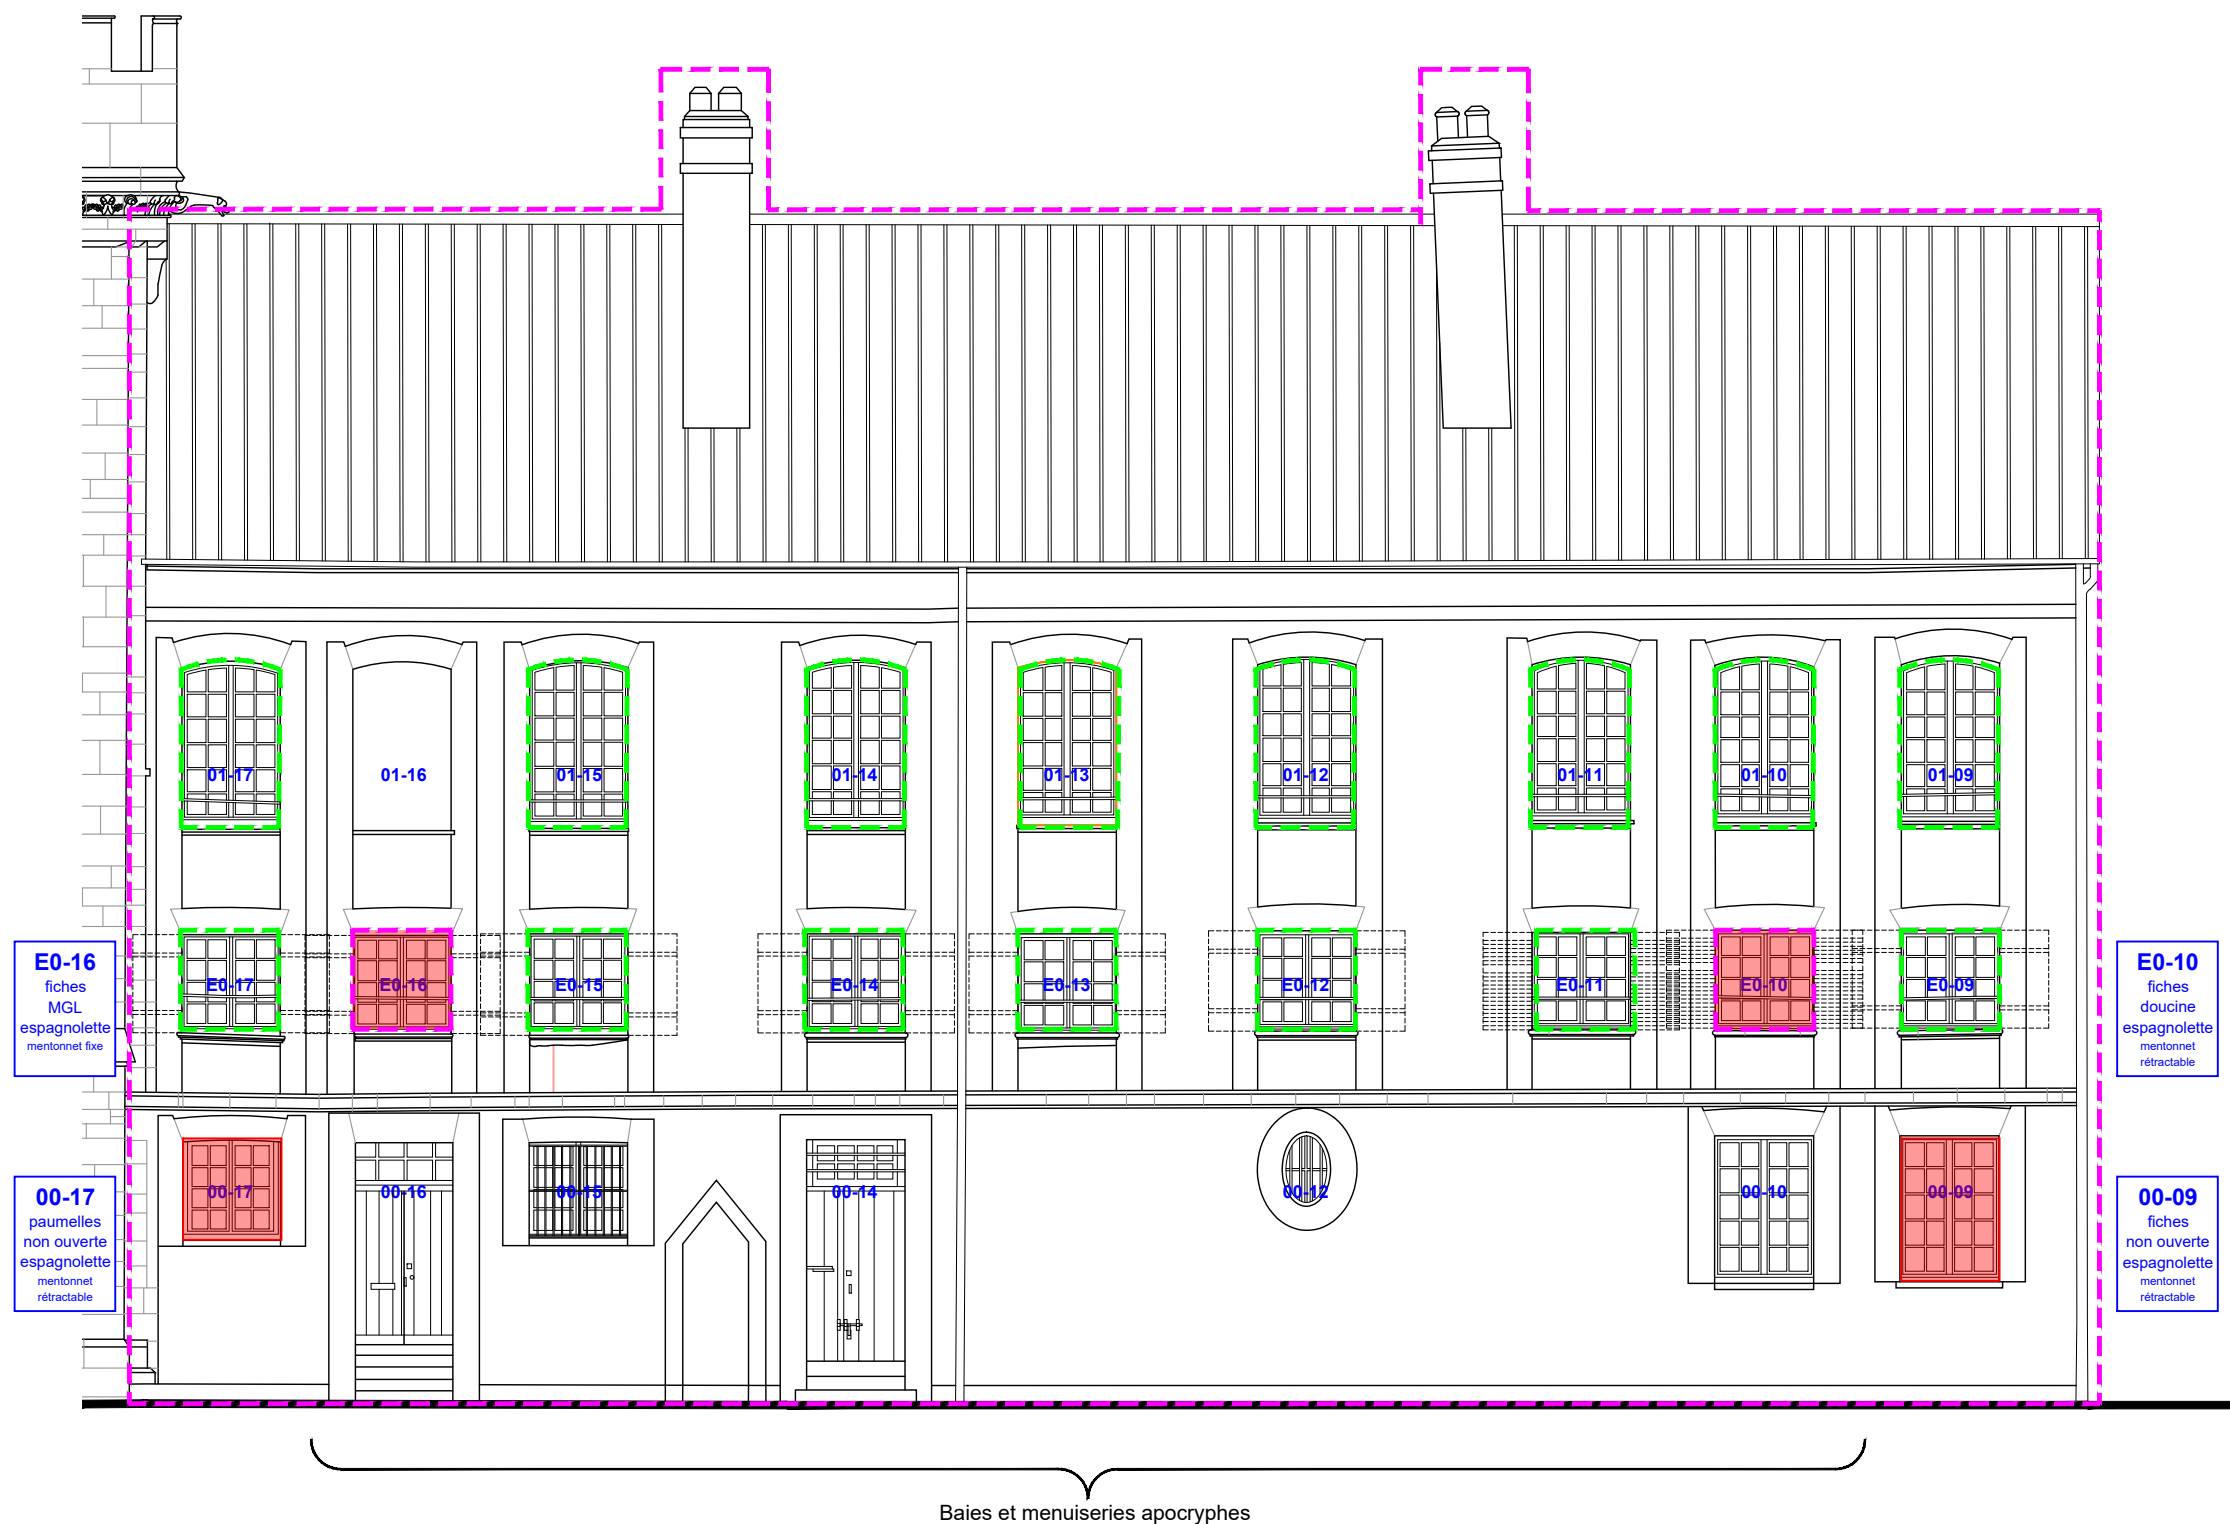 01-17
01-16
01-15
01-14
01-13
01-12
01-11
01-10
01-09
E0-17
E0-16
E0-15
E0-14
E0-13
E0-12
E0-11
E0-10
E0-09
E0-16
fiches
MGL
espagnolette
mentonnet fixe
E0-10
fiches
doucine
espagnolette
mentonnet
rétractable
00-17
00-16
00-15
00-14
00-12
00-10
00-09
00-17
paumelles
non ouverte
espagnolette
mentonnet
rétractable
00-09
fiches
non ouverte
espagnolette
mentonnet
rétractable
Baies et menuiseries apocryphes